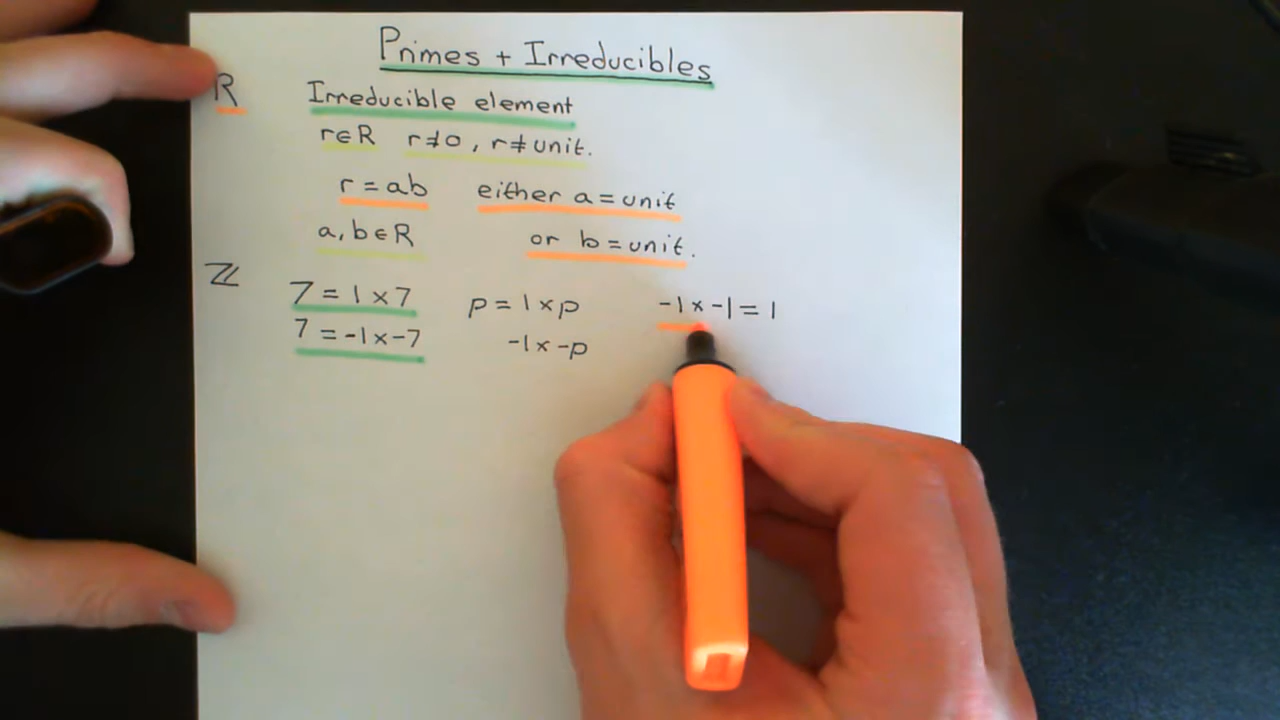 Primes + Irreducibles
R Irreducible element
r∈R r≠0, r≠unit.
r = ab either a = unit
a, b ∈ R or b = unit.
ℤ
7 = 1 x 7 p = 1 x p -1 x -1 = 1
7 = -1 x -7 -1 x -p